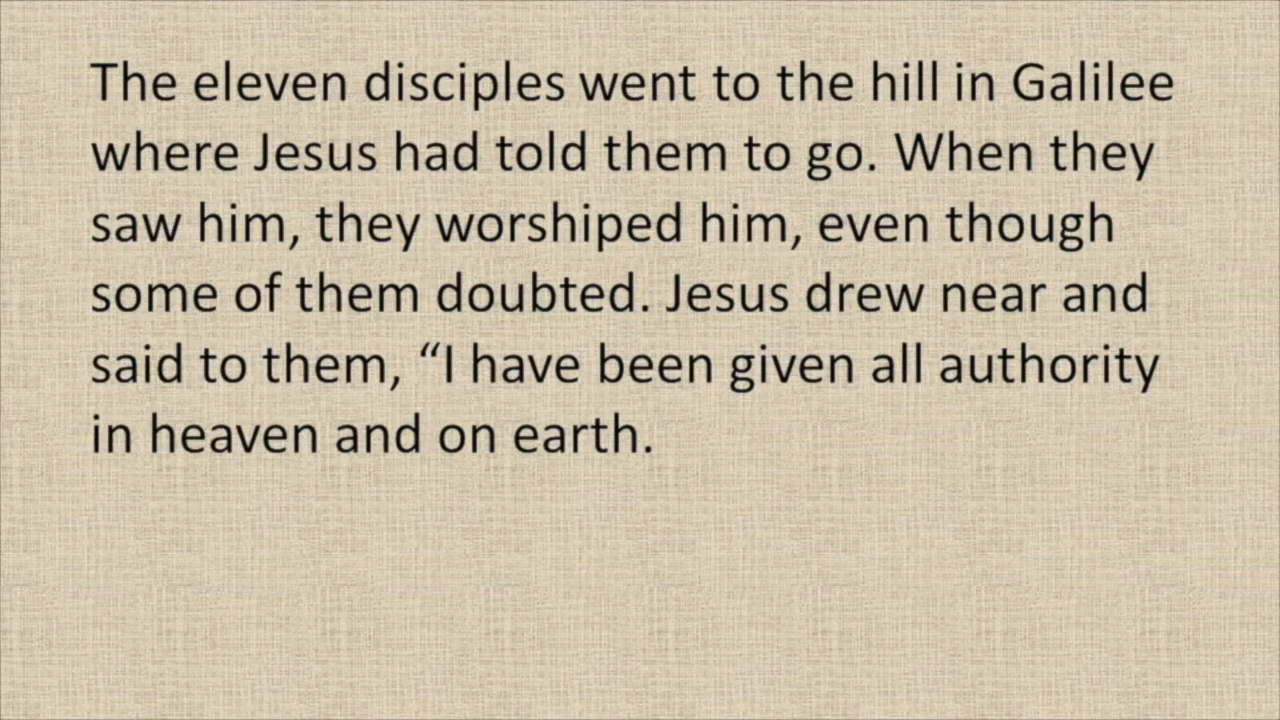 The eleven disciples went to the hill in Galilee
where Jesus had told them to go. When they
saw him, they worshiped him, even though
some of them doubted. Jesus drew near and
said to them, “I have been given all authority
in heaven and on earth.